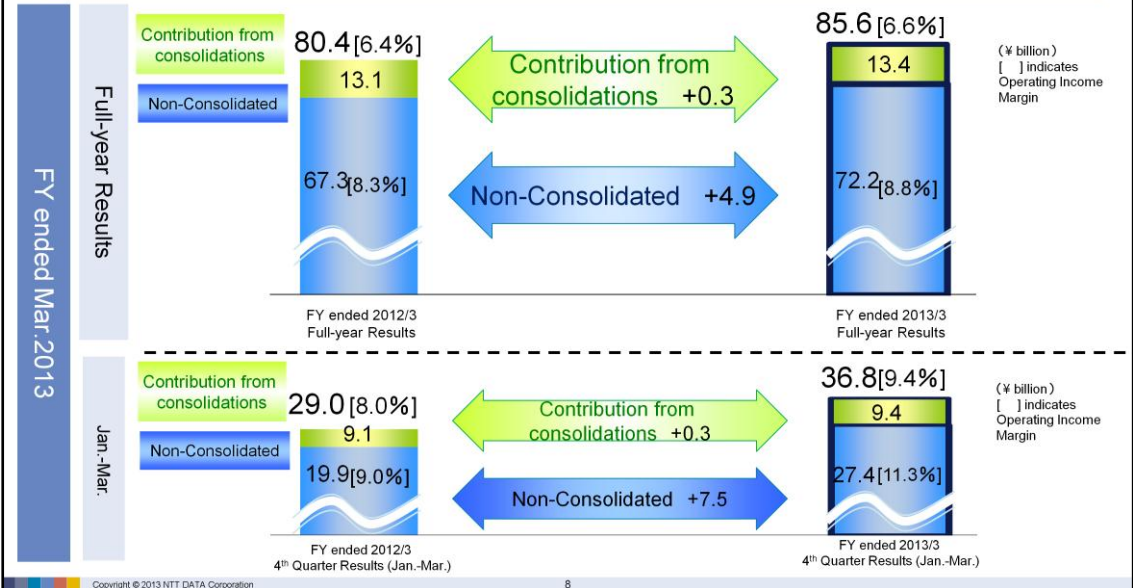 FY ended Mar.2013
Full-year Results
Contribution from
consolidations
Non-Consolidated
80.4 [6.4%]
13.1
67.3[8.3%]
Contribution from
consolidations +0.3
Non-Consolidated +4.9
85.6 [6.6%]
13.4
72.2[8.8%]
(¥ billion)
[ ] indicates
Operating Income
Margin
FY ended 2012/3
Full-year Results
FY ended 2013/3
Full-year Results
Jan.-Mar.
Contribution from
consolidations
Non-Consolidated
29.0 [8.0%]
9.1
19.9[9.0%]
Contribution from
consolidations +0.3
Non-Consolidated +7.5
36.8[9.4%]
9.4
27.4[11.3%]
(¥ billion)
[ ] indicates
Operating Income
Margin
FY ended 2012/3
4th Quarter Results (Jan.-Mar.)
FY ended 2013/3
4th Quarter Results (Jan.-Mar.)
Copyright © 2013 NTT DATA Corporation
8